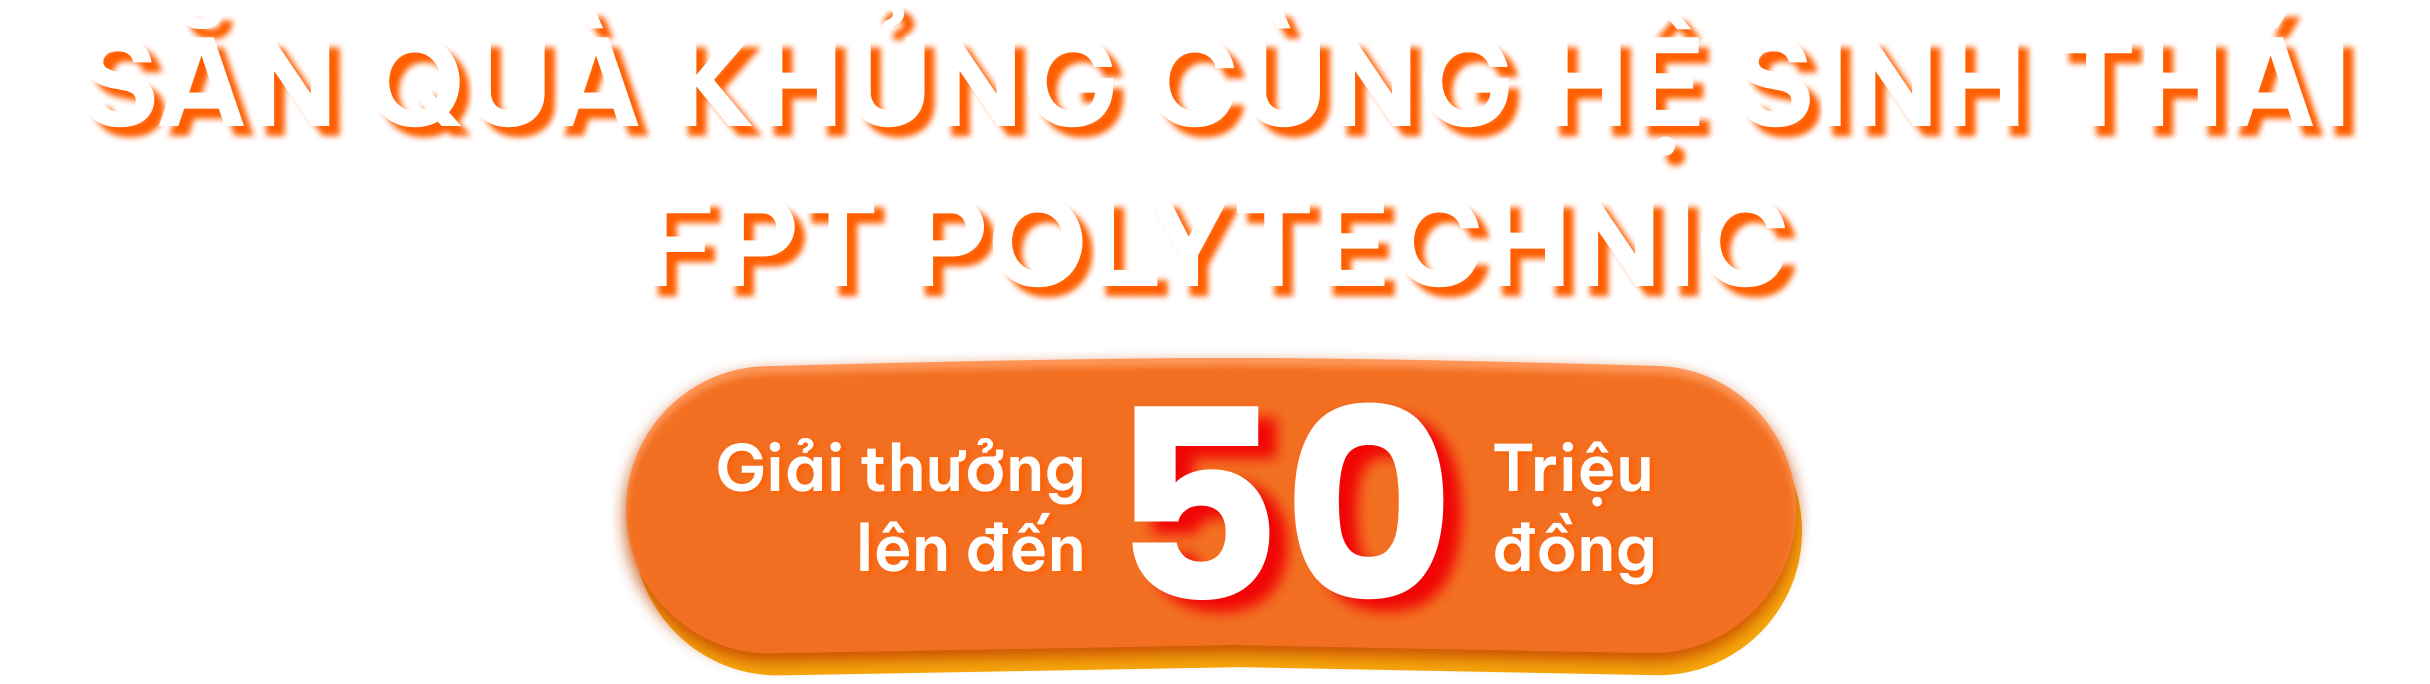 SĂN QUÀ KHỦNG CÙNG HỆ SINH THÁI
FPT POLYTECHNIC
Giải thưởng
lên đến
50
Triệu
đồng